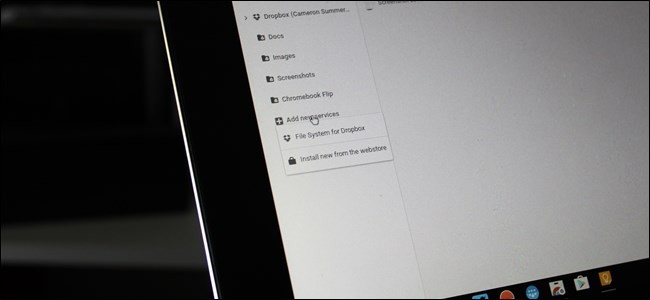 Dropbox (Cameron Summer...
Docs
Images
Screenshots
Chromebook Flip
Add new services
File System for Dropbox
Install new from the webstore